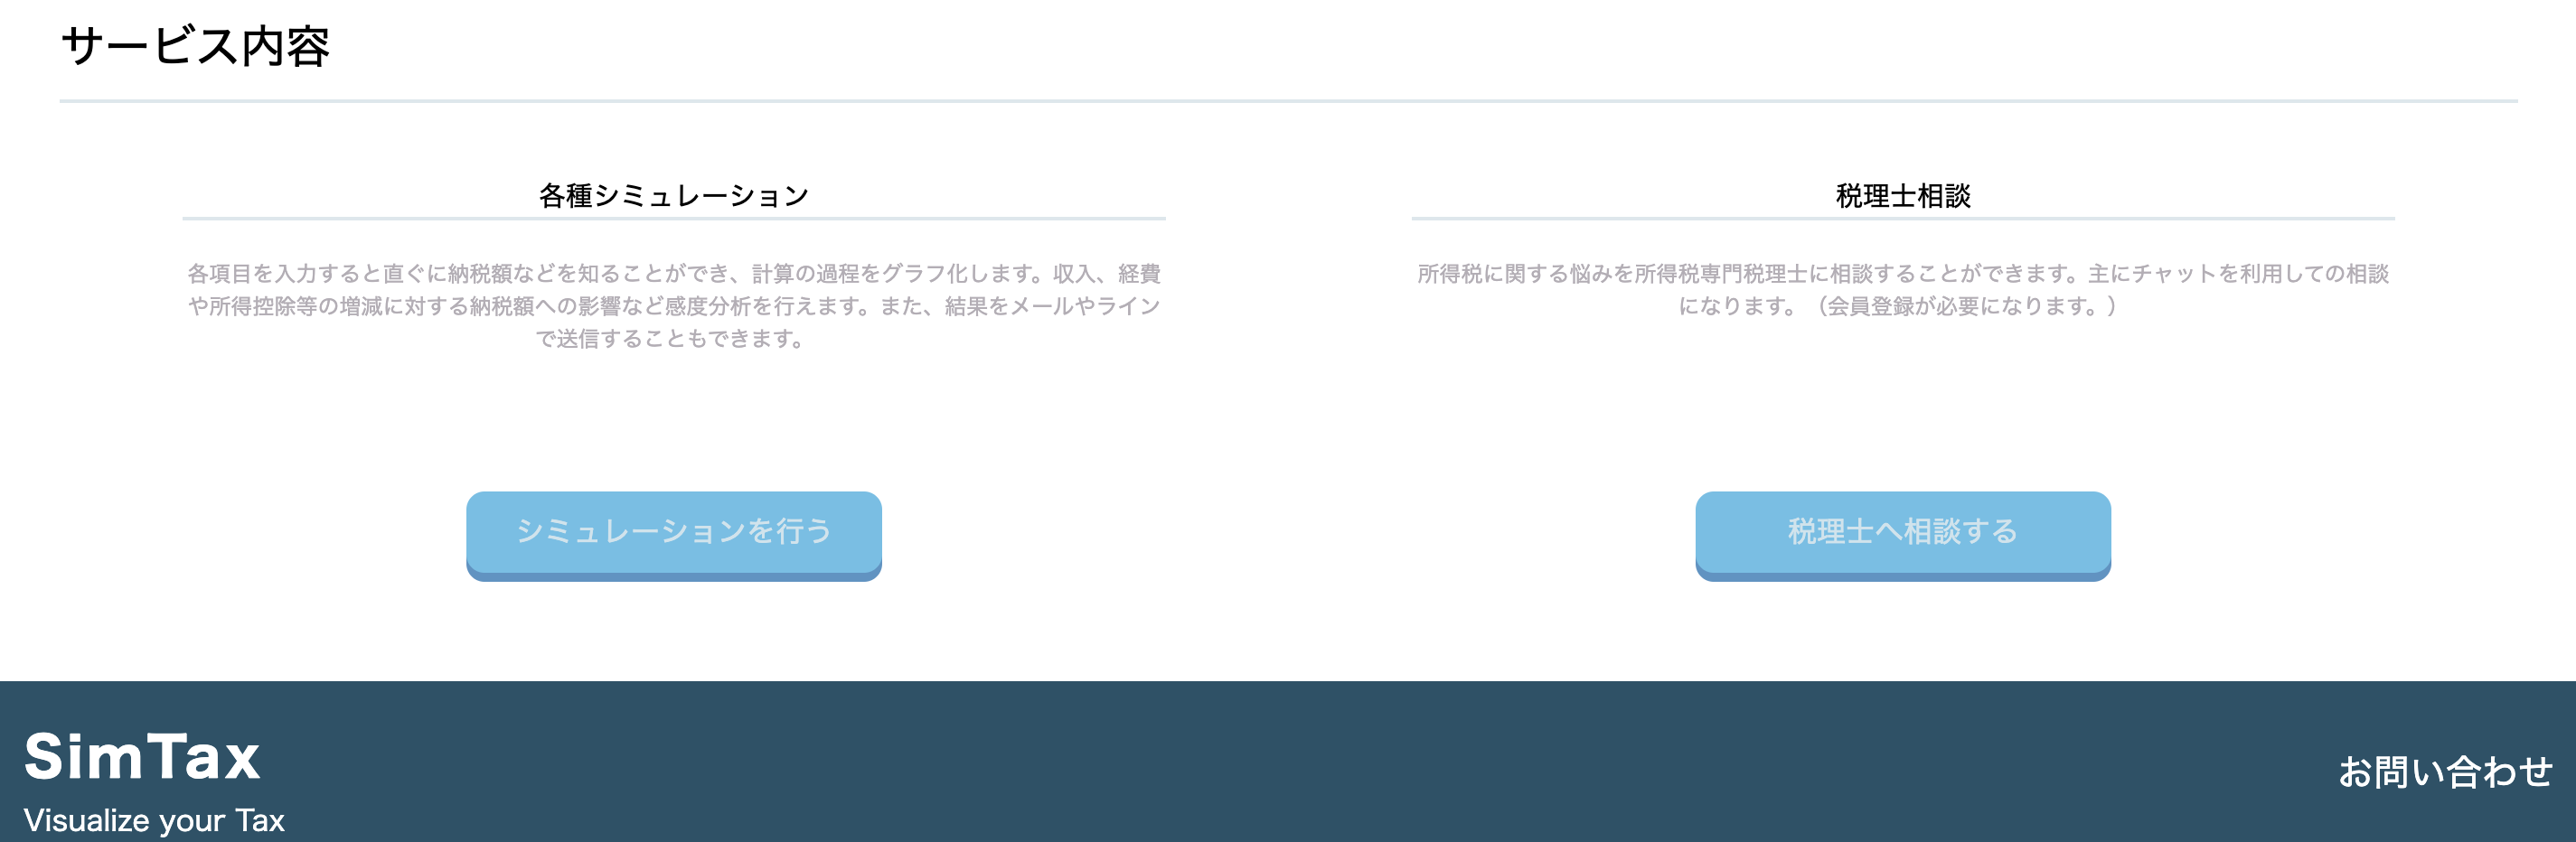 サービス内容
各種シミュレーション
各項目を入力すると直ぐに納税額などを知ることができ、計算の過程をグラフ化します。収入、経費
や所得控除等の増減に対する納税額への影響など感度分析を行えます。また、結果をメールやライン
で送信することもできます。
シミュレーションを行う
税理士相談
所得税に関する悩みを所得税専門税理士に相談することができます。主にチャットを利用しての相談
になります。（会員登録が必要になります。）
税理士へ相談する
SimTax
Visualize your Tax
お問い合わせ